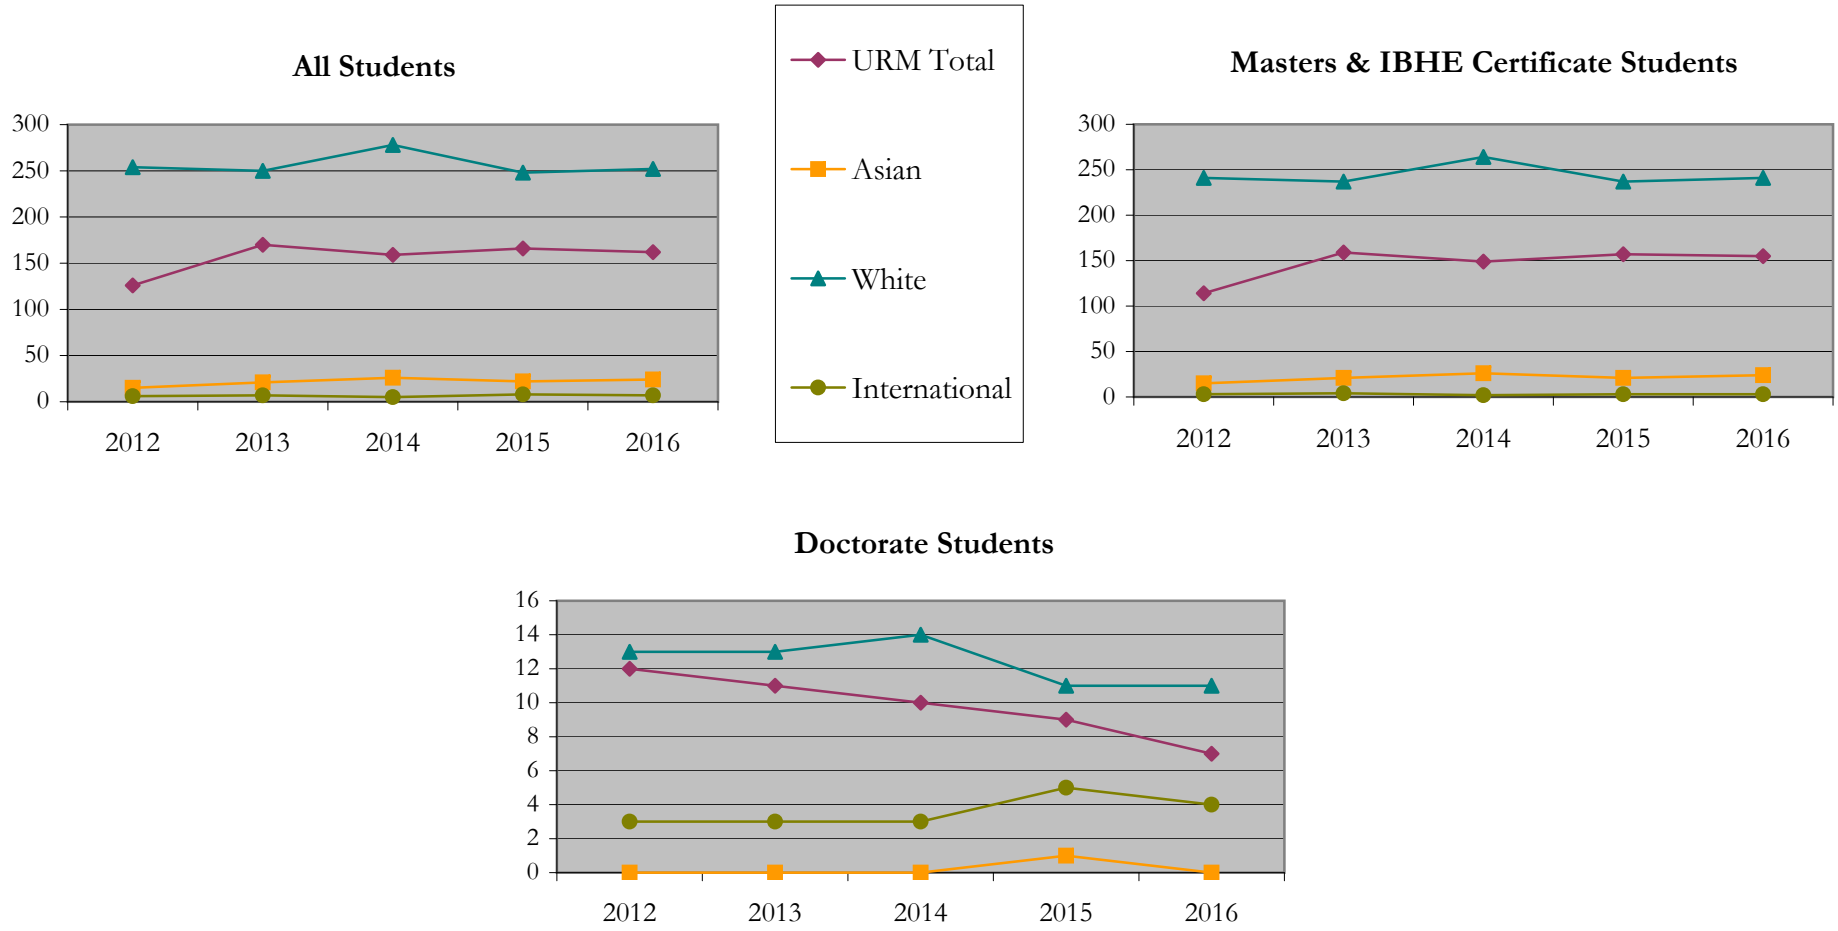 All Students
300
250
200
150
100
50
0
2012 2013 2014 2015 2016
URM Total
Asian
White
International
Masters & IBHE Certificate Students
300
250
200
150
100
50
0
2012 2013 2014 2015 2016
Doctorate Students
16
14
12
10
8
6
4
2
0
2012 2013 2014 2015 2016